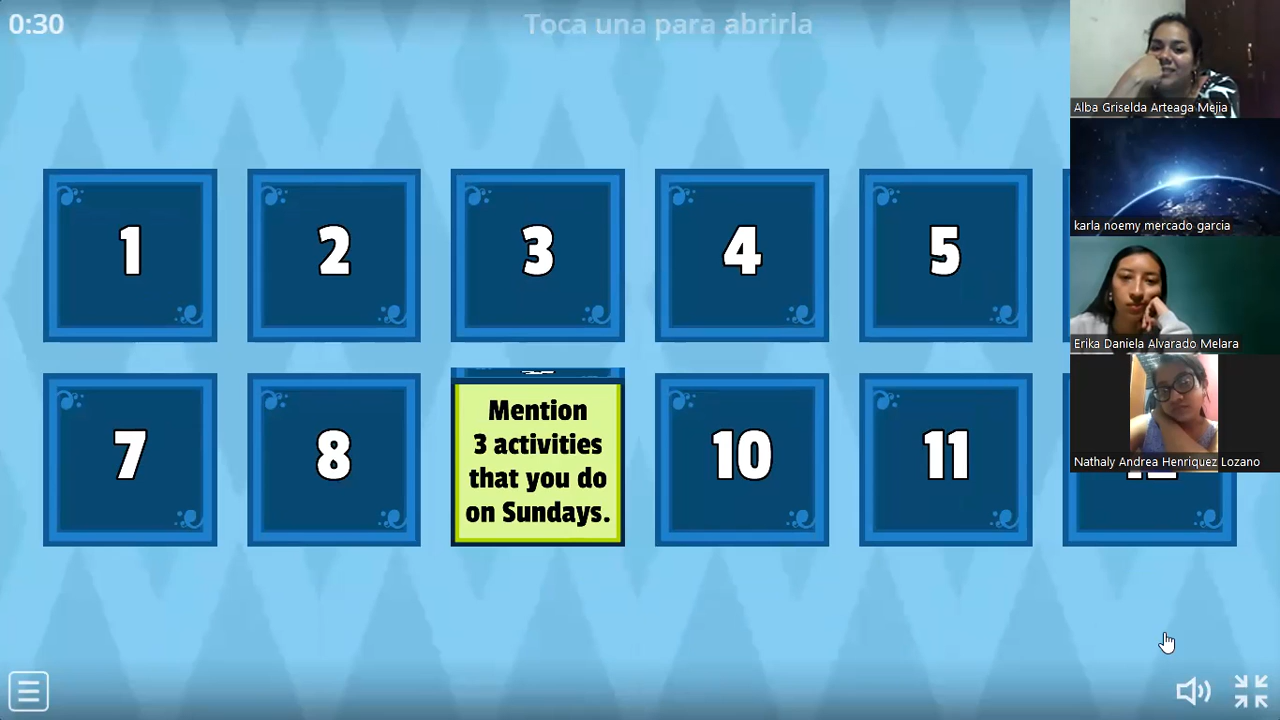 0:30
Toca una para abrirla
Alba Griselda Arteaga Mejia
karla noemy mercado garcia
Erika Daniela Alvarado Melara
Nathaly Andrea Henriquez Lozano
1
2
3
4
5
7
8
Mention
3 activities
that you do
on Sundays.
10
11